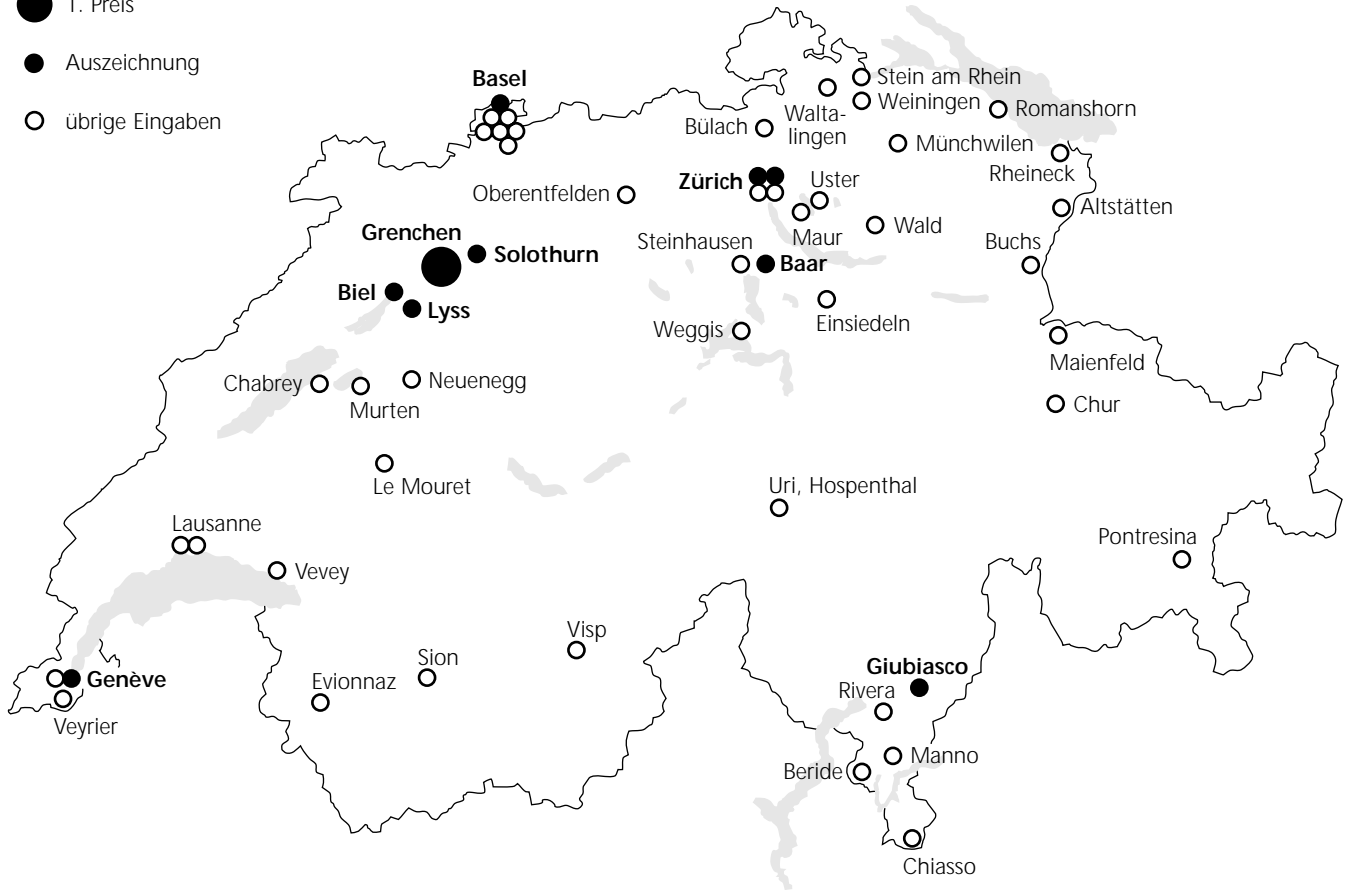 1. Preis
Auszeichnung
übrige Eingaben
Basel
Stein am Rhein
Weiningen
Walta-
lingen
Romanshorn
Bülach
Münchwilen
Rheineck
Oberentfelden
Zürich
Uster
Altstätten
Maur
Wald
Grenchen
Solothurn
Steinhausen
Baar
Buchs
Biel
Lyss
Weggis
Einsiedeln
Maienfeld
Chabrey
Murten
Neuenegg
Chur
Le Mouret
Uri, Hospenthal
Lausanne
Pontresina
Vevey
Visp
Sion
Genève
Evionnaz
Giubiasco
Rivera
Veyrier
Manno
Beride
Chiasso